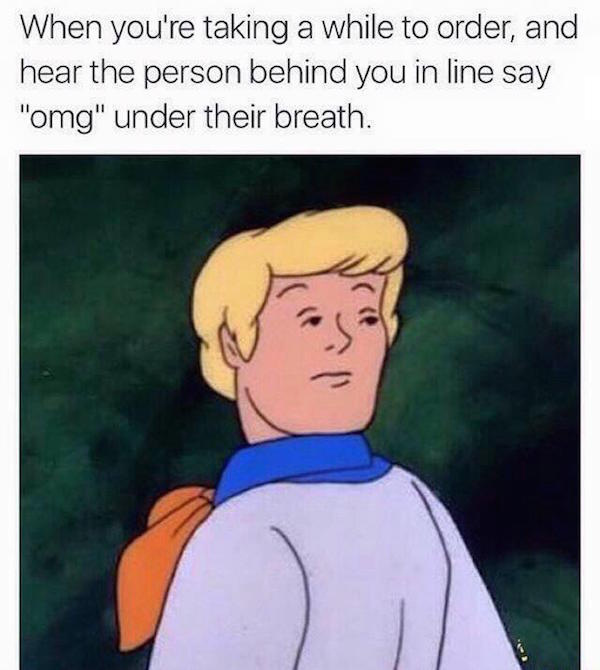 When you're taking a while to order, and
hear the person behind you in line say
"omg" under their breath.